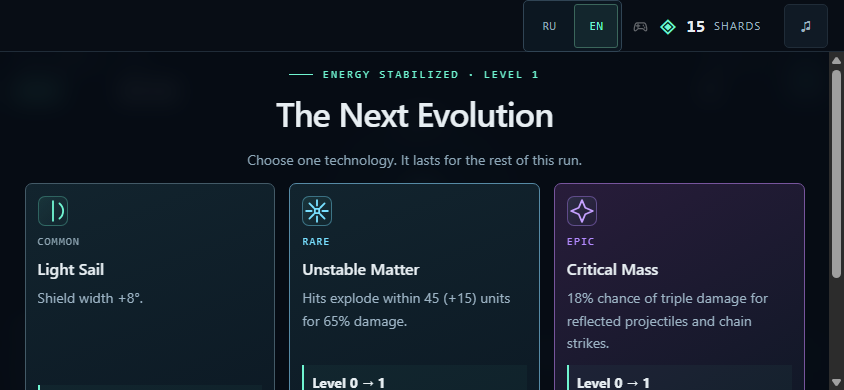 RU EN 15 SHARDS
ENERGY STABILIZED · LEVEL 1
The Next Evolution
Choose one technology. It lasts for the rest of this run.
COMMON
Light Sail
Shield width +8°.
RARE
Unstable Matter
Hits explode within 45 (+15) units
for 65% damage.
Level 0 → 1
EPIC
Critical Mass
18% chance of triple damage for
reflected projectiles and chain
strikes.
Level 0 → 1